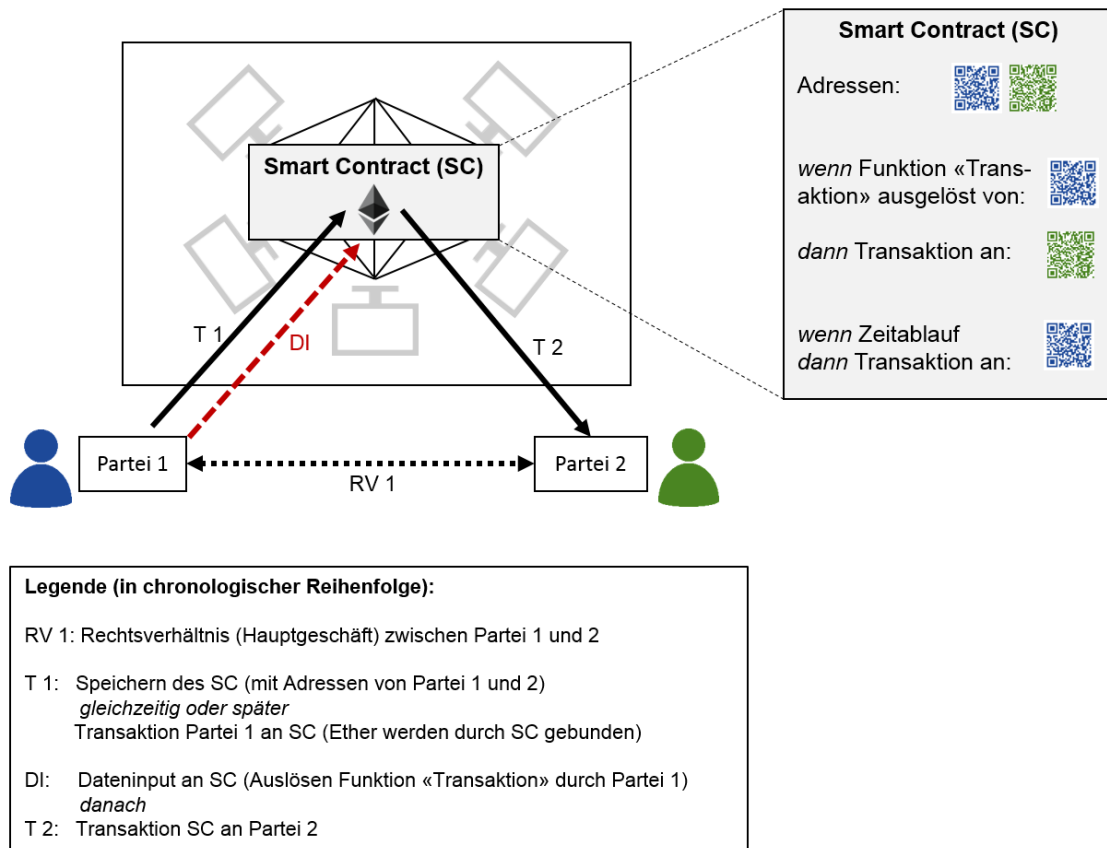 Smart Contract (SC)
T 1
DI
T 2
Partei 1
RV 1
Partei 2
Smart Contract (SC)
Adressen:
wenn Funktion «Trans-
aktion» ausgelöst von:
dann Transaktion an:
wenn Zeitablauf
dann Transaktion an:
Legende (in chronologischer Reihenfolge):
RV 1: Rechtsverhältnis (Hauptgeschäft) zwischen Partei 1 und 2
T 1: Speichern des SC (mit Adressen von Partei 1 und 2)
gleichzeitig oder später
Transaktion Partei 1 an SC (Ether werden durch SC gebunden)
DI: Dateninput an SC (Auslösen Funktion «Transaktion» durch Partei 1)
danach
T 2: Transaktion SC an Partei 2